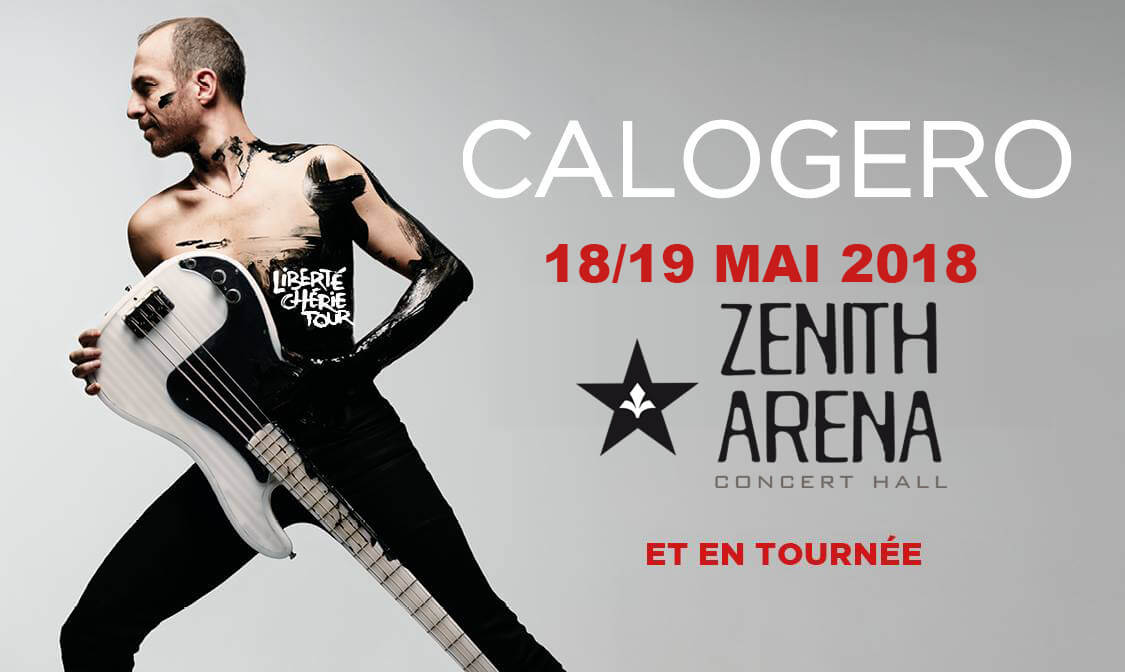 CALOGERO
18/19 MAI 2018
ZENITH
ARENA
CONCERT HALL
ET EN TOURNÉE
LIBERTÉ
CHÉRIE
TOUR